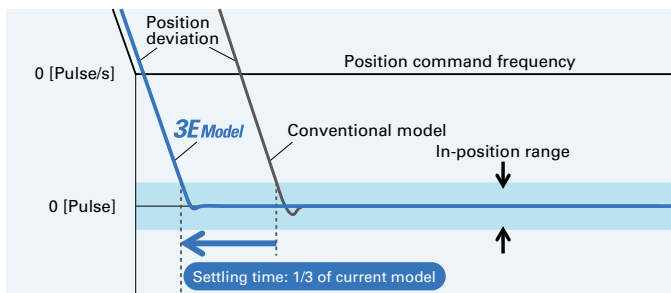 Position
deviation
0 [Pulse/s]
Position command frequency
3E Model
Conventional model
In-position range
0 [Pulse]
Settling time: 1/3 of current model